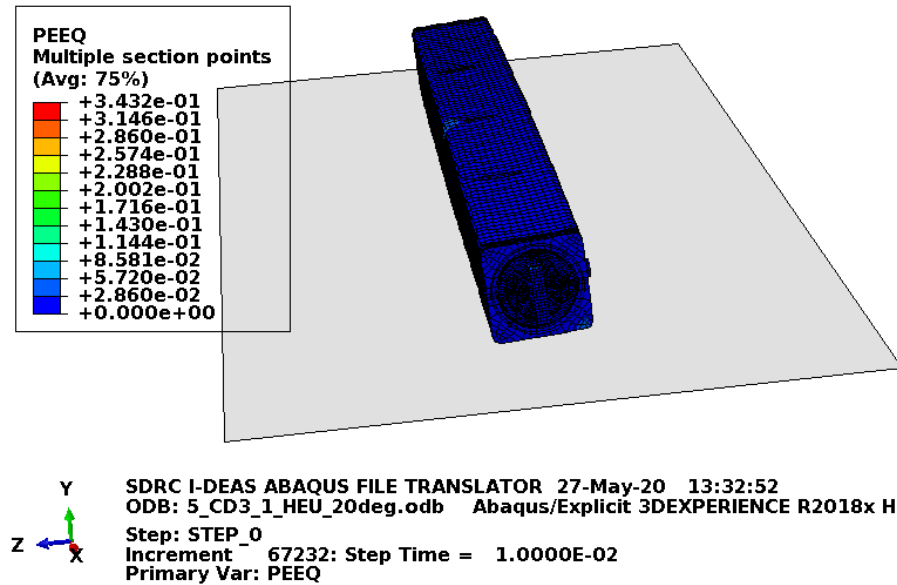 PEEQ
Multiple section points
(Avg: 75%)
+3.432e-01
+3.146e-01
+2.860e-01
+2.574e-01
+2.288e-01
+2.002e-01
+1.716e-01
+1.430e-01
+1.144e-01
+8.581e-02
+5.720e-02
+2.860e-02
+0.000e+00
Y
Z
X
SDRC I-DEAS ABAQUS FILE TRANSLATOR 27-May-20 13:32:52
ODB: 5_CD3_1_HEU_20deg.odb Abaqus/Explicit 3DEXPERIENCE R2018x H
Step: STEP_0
Increment 67232: Step Time = 1.0000E-02
Primary Var: PEEQ